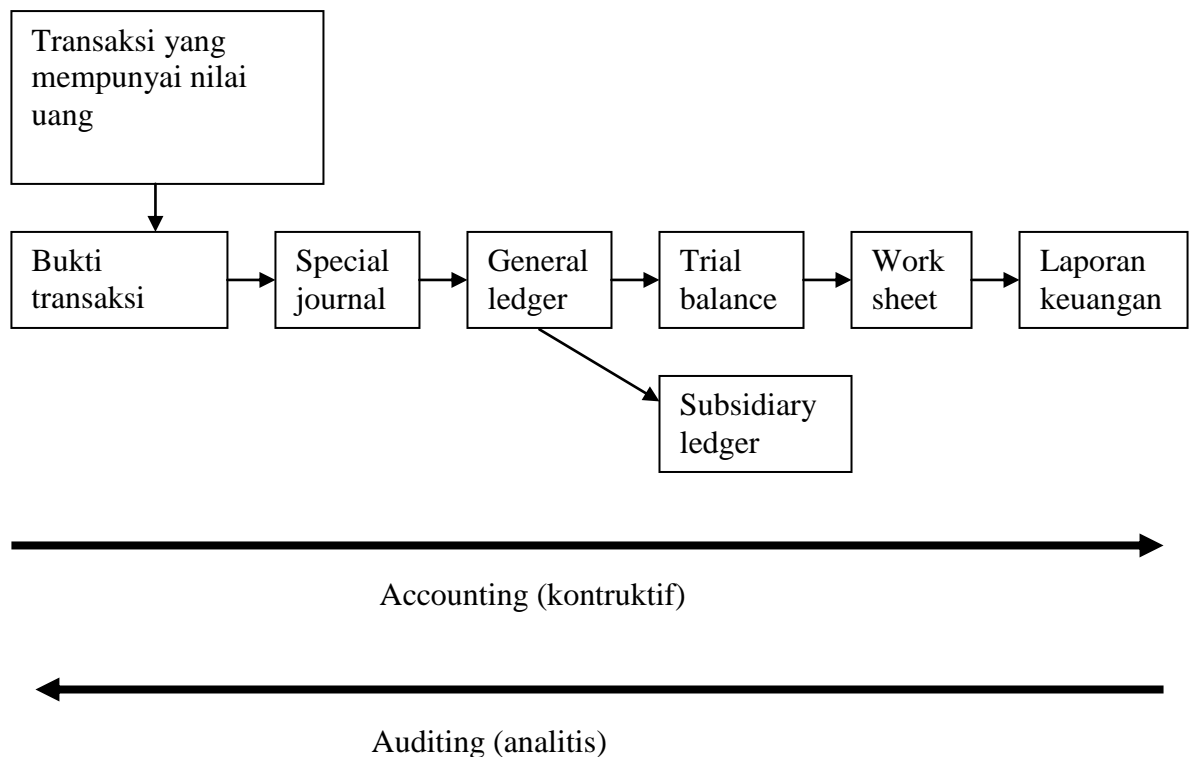 Transaksi yang
mempunyai nilai
uang
Bukti
transaksi
Special
journal
General
ledger
Trial
balance
Work
sheet
Laporan
keuangan
Subsidiary
ledger
Accounting (kontruktif)
Auditing (analitis)